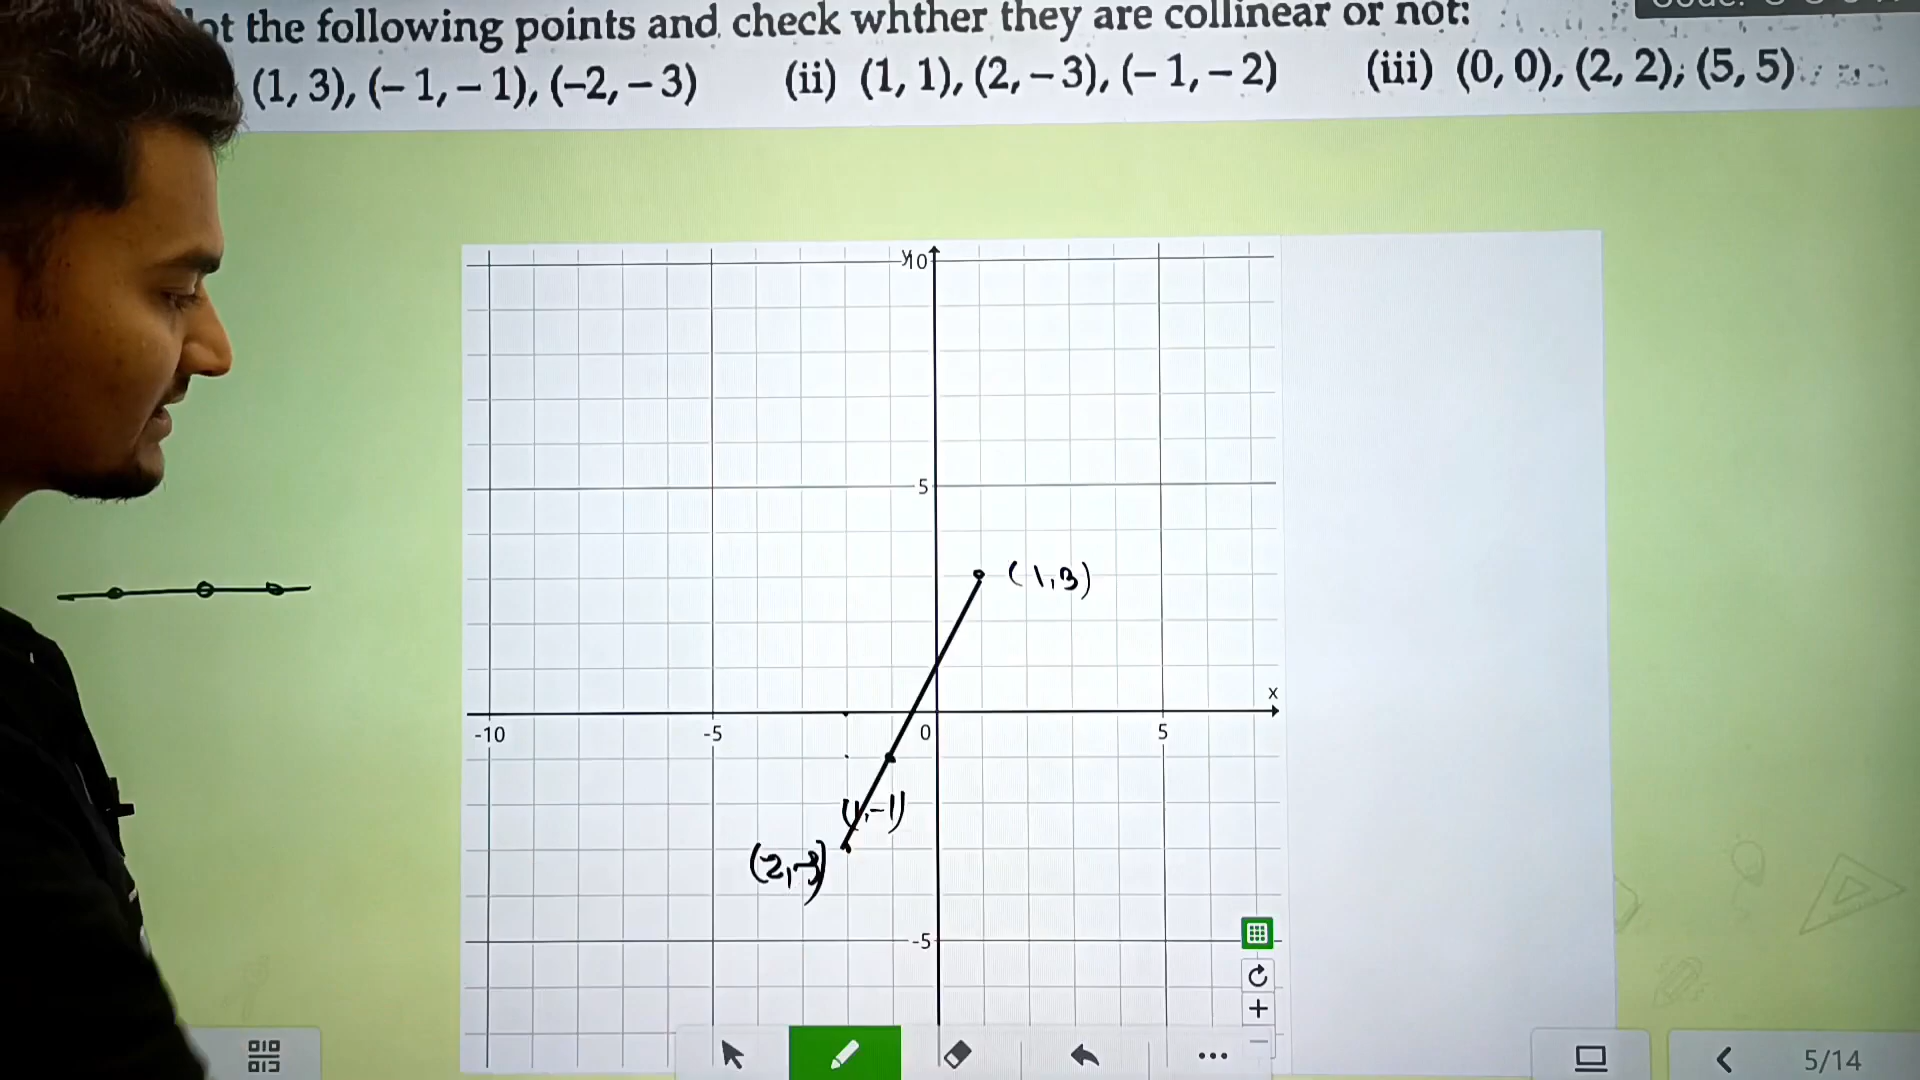 the following points and check whther they are collinear or not:
(1, 3), (– 1, – 1), (–2, – 3) (ii) (1, 1), (2, – 3), (– 1, – 2) (iii) (0, 0), (2, 2); (5, 5)
y
10
5
(1,3)
x
-10 -5 0 5
(1,-1)
(2,-3)
-5
5/14